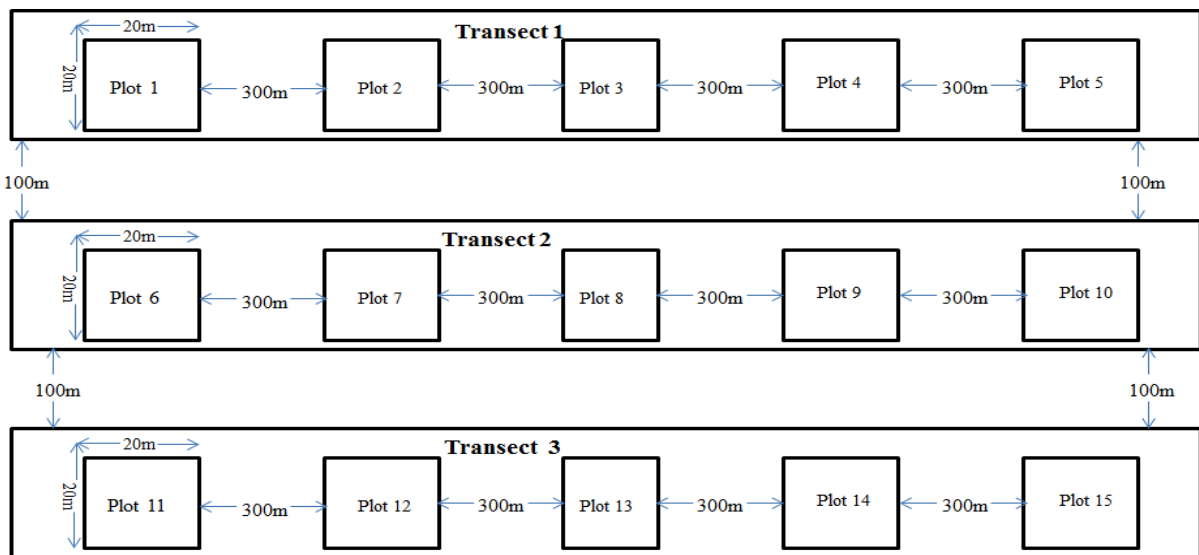 20m
Transect 1
20m
Plot 1
300m
Plot 2
300m
Plot 3
300m
Plot 4
300m
Plot 5
100m
100m
20m
Transect 2
20m
Plot 6
300m
Plot 7
300m
Plot 8
300m
Plot 9
300m
Plot 10
100m
100m
20m
Transect 3
20m
Plot 11
300m
Plot 12
300m
Plot 13
300m
Plot 14
300m
Plot 15